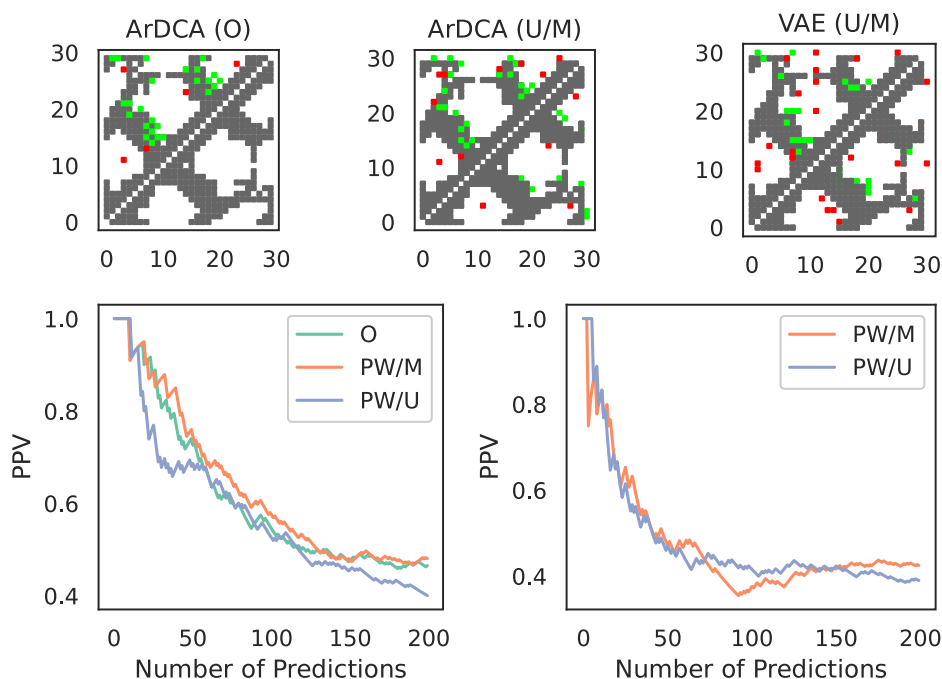 ArDCA (O)
ArDCA (U/M)
VAE (U/M)
30
20
10
0
0 10 20 30
30
20
10
0
0 10 20 30
30
20
10
0
0 10 20 30
PPV
1.0
0.8
0.6
0.4
O
PW/M
PW/U
0 50 100 150 200
Number of Predictions
PPV
1.0
0.8
0.6
0.4
PW/M
PW/U
0 50 100 150 200
Number of Predictions